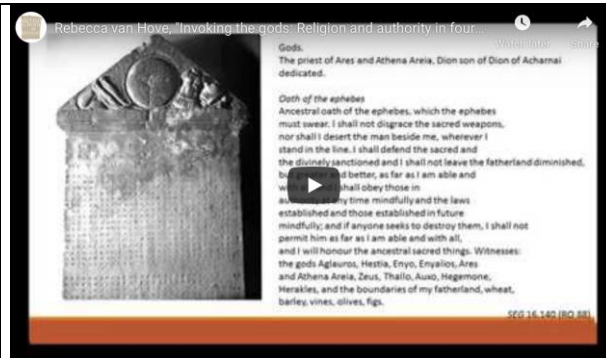 Rebecca van Hove, "Invoking the gods: Religion and authority in four...
Watch later
Share
Gods.
The priest of Ares and Athena Areia, Dion son of Dion of Acharnai
dedicated.
Oath of the ephebes
Ancestral oath of the ephebes, which the ephebes
must swear. I shall not disgrace the sacred weapons,
nor shall I desert the man beside me, wherever I
stand in the line. I shall defend the sacred and
the divinely sanctioned and I shall not leave the fatherland diminished,
but greater and better, as far as I am able and
with all, shall obey those in
authority at any time mindfully and the laws
established and those established in future
mindfully; and if anyone seeks to destroy them, I shall not
permit him as far as I am able and with all,
and I will honour the ancestral sacred things. Witnesses:
the gods Aglauros, Hestia, Enyo, Enyalios, Ares
and Athena Areia, Zeus, Thallo, Auxo, Hegemone,
Herakles, and the boundaries of my fatherland, wheat,
barley, vines, olives, figs.
SEG 16.140 (RO 88)